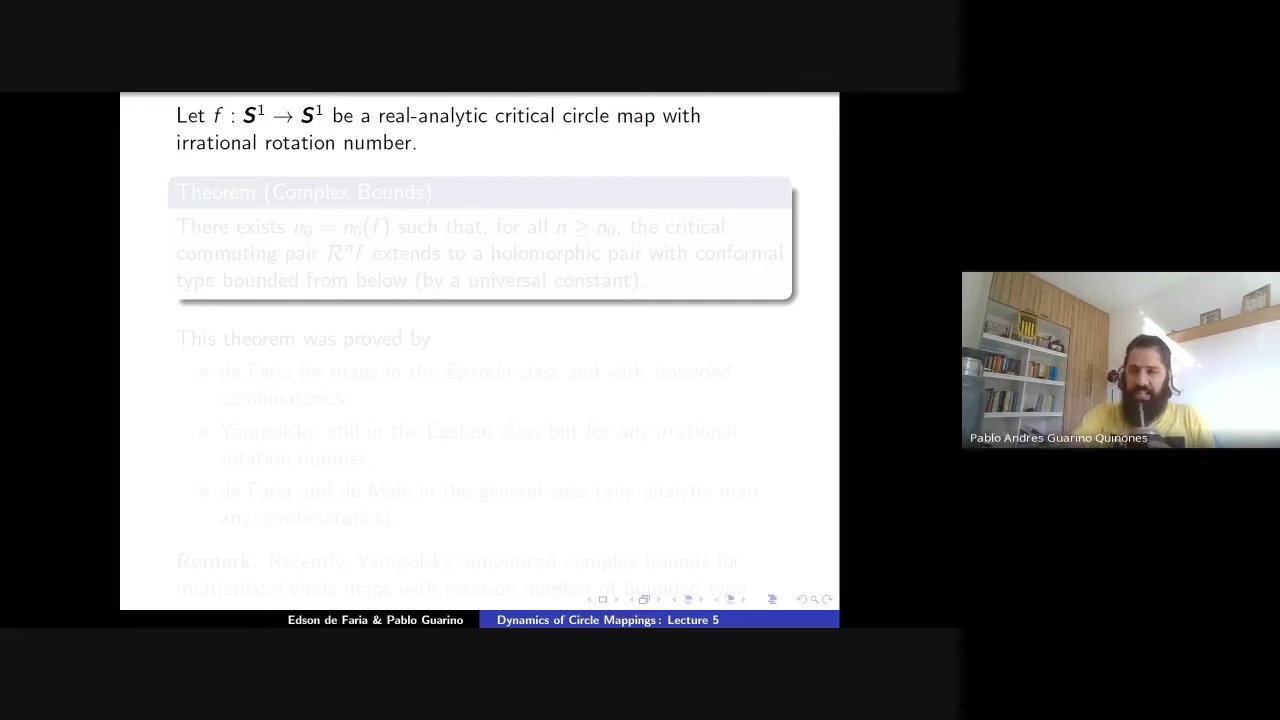 Let f : S¹ → S¹ be a real-analytic critical circle map with
irrational rotation number.
Theorem (Complex Bounds)
There exists n₀ = n₀(f) such that, for all n ≥ n₀, the critical
commuting pair ℛⁿf extends to a holomorphic pair with conformal
type bounded from below (by a universal constant).
This theorem was proved by
de Faria for maps in the Epstein class and with bounded
combinatorics;
Yampolsky, still in the Epstein class but for any irrational
rotation number;
de Faria and de Melo in the general case (any analytic map
any combinatorics).
Remark. Recently, Yampolsky announced complex bounds for
multicritical circle maps with rotation number of bounded type
Edson de Faria & Pablo Guarino
Dynamics of Circle Mappings: Lecture 5
Pablo Andres Guarino Quinones